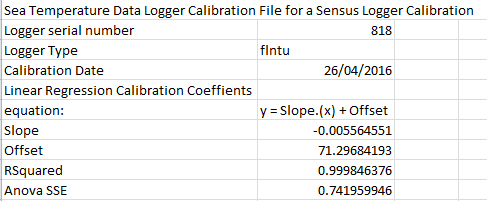 Sea Temperature Data Logger Calibration File for a Sensus Logger Calibration
Logger serial number 818
Logger Type flntu
Calibration Date 26/04/2016
Linear Regression Calibration Coeffients
equation: y = Slope.(x) + Offset
Slope -0.005564551
Offset 71.29684193
RSquared 0.999846376
Anova SSE 0.741959946